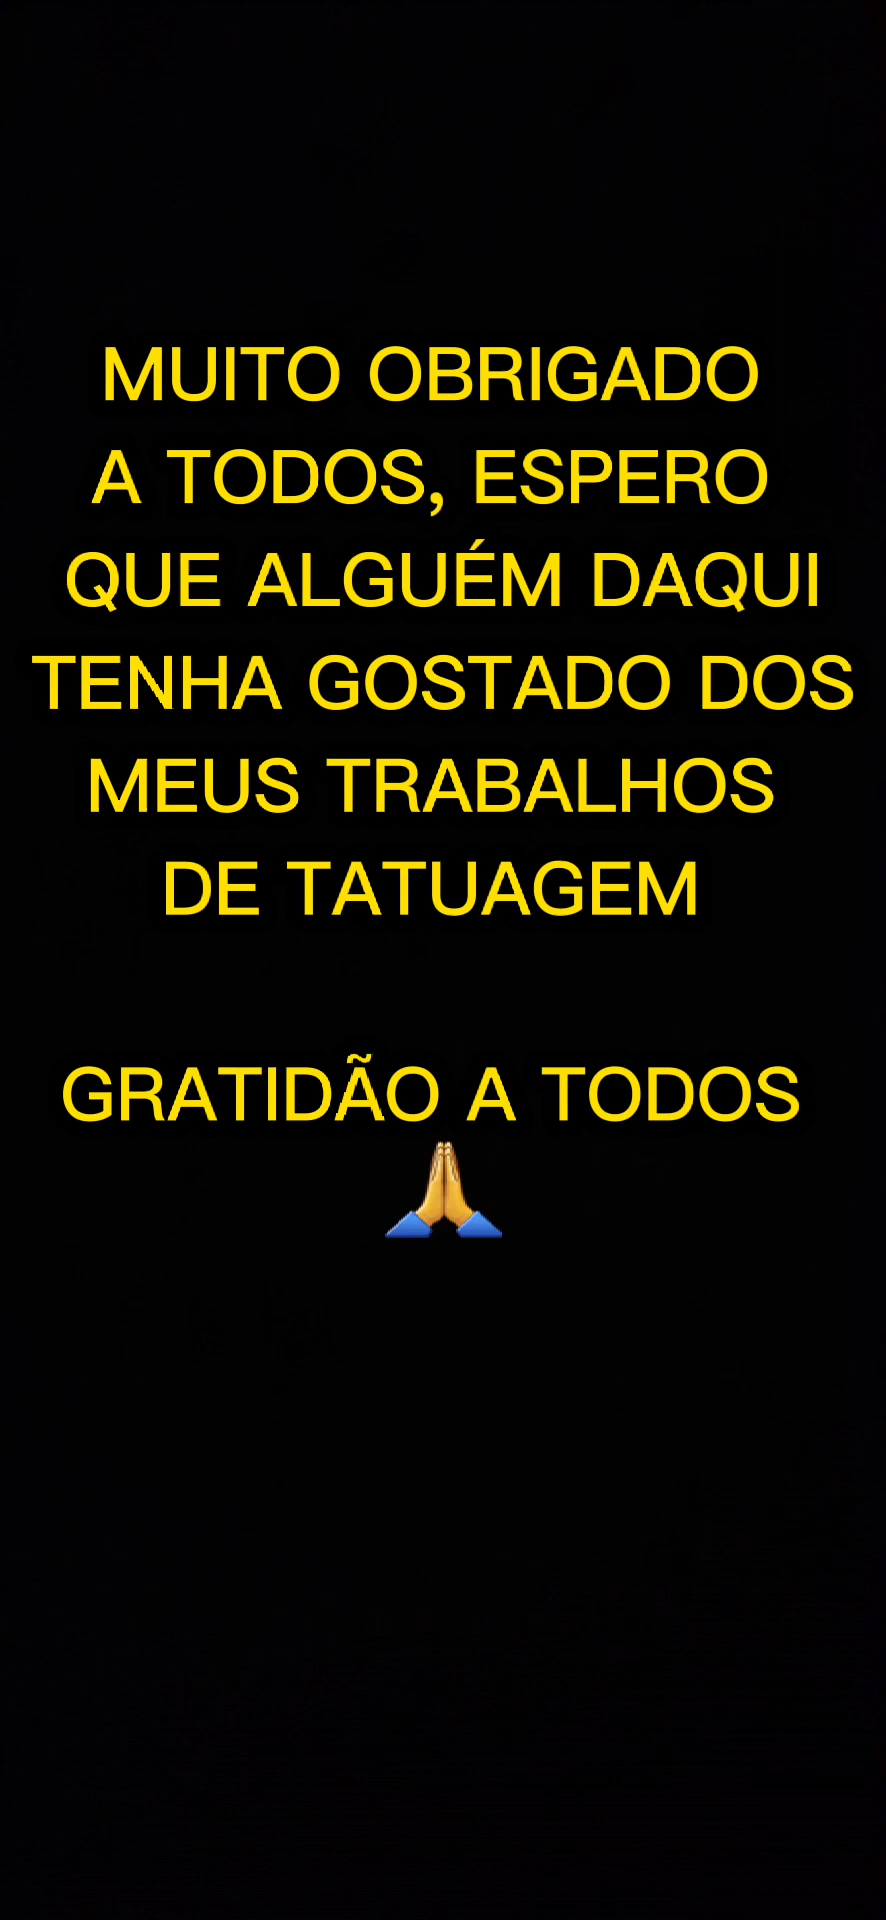 MUITO OBRIGADO
A TODOS, ESPERO
QUE ALGUÉM DAQUI
TENHA GOSTADO DOS
MEUS TRABALHOS
DE TATUAGEM
GRATIDÃO A TODOS
🙏